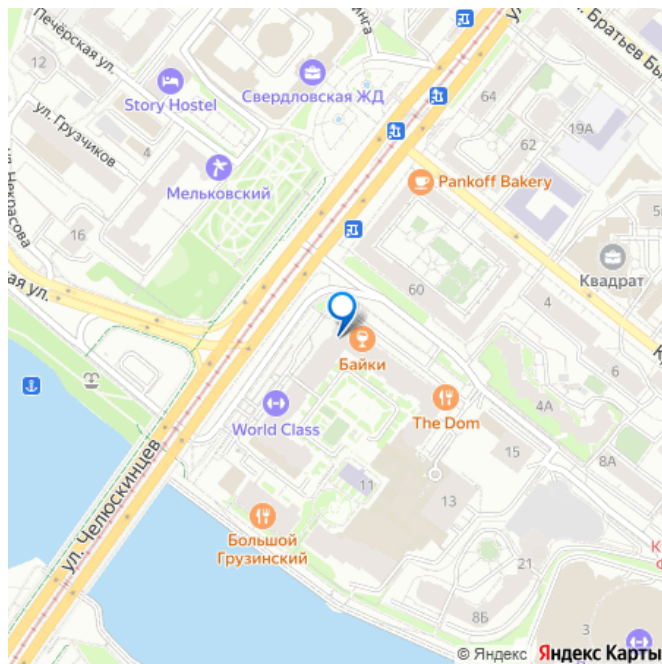 Печёрская ул.
12
Story Hostel
Свердловская ЖД
ул. Грузчиков
4
Мельковский
16
64
62
19А
Pankoff Bakery
Квадрат
60
4
6
Байки
World Class
The Dom
4А
8А
15
11
13
ул. Челюскинцев
Большой
Грузинский
21
8Б
3
© Яндекс Яндекс Карты